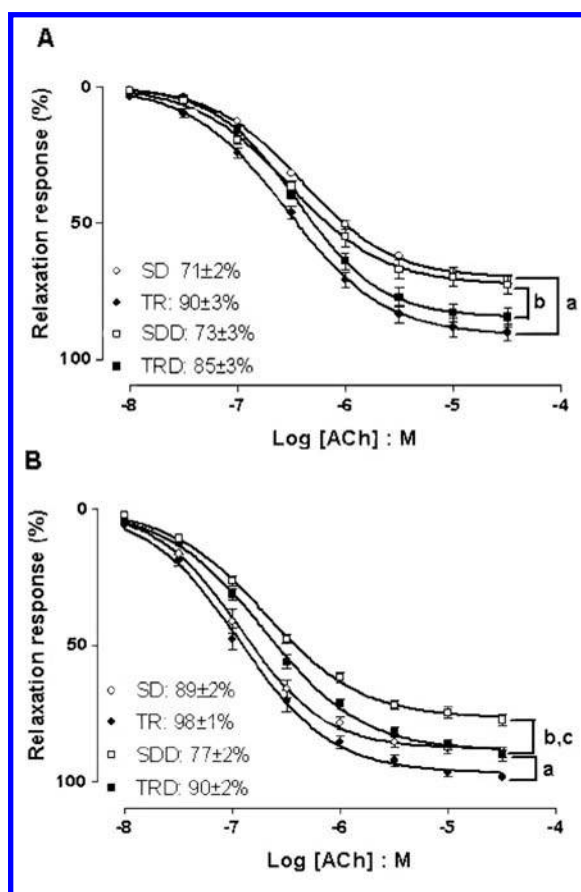 A
Relaxation response (%)
0
50
100
SD 71±2%
TR: 90±3%
SDD: 73±3%
TRD: 85±3%
b
a
-8 -7 -6 -5 -4
Log [ACh] : M
B
Relaxation response (%)
0
50
100
SD: 89±2%
TR: 98±1%
SDD: 77±2%
TRD: 90±2%
b,c
a
-8 -7 -6 -5 -4
Log [ACh] : M